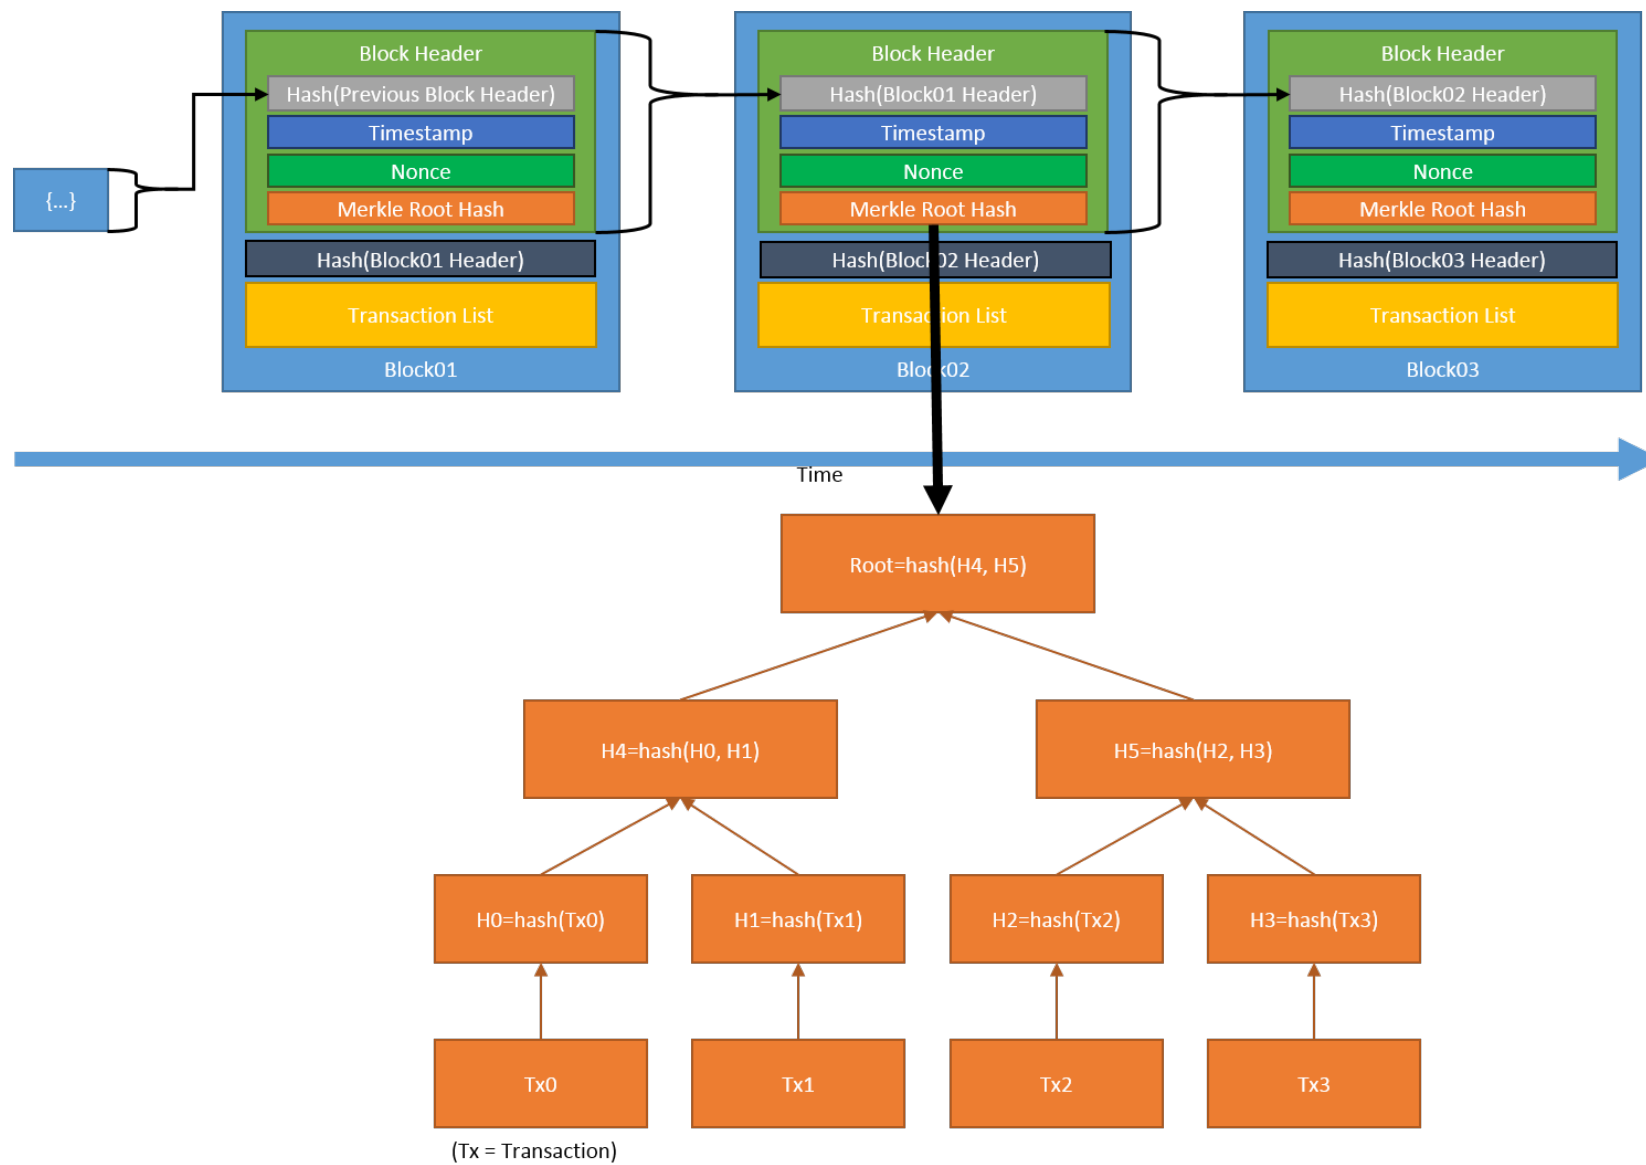 {...}
Block Header
Hash(Previous Block Header)
Timestamp
Nonce
Merkle Root Hash
Hash(Block01 Header)
Transaction List
Block01
Block Header
Hash(Block01 Header)
Timestamp
Nonce
Merkle Root Hash
Hash(Block02 Header)
Transaction List
Block02
Block Header
Hash(Block02 Header)
Timestamp
Nonce
Merkle Root Hash
Hash(Block03 Header)
Transaction List
Block03
Time
Root=hash(H4, H5)
H4=hash(H0, H1)
H5=hash(H2, H3)
H0=hash(Tx0)
H1=hash(Tx1)
H2=hash(Tx2)
H3=hash(Tx3)
Tx0
Tx1
Tx2
Tx3
(Tx = Transaction)